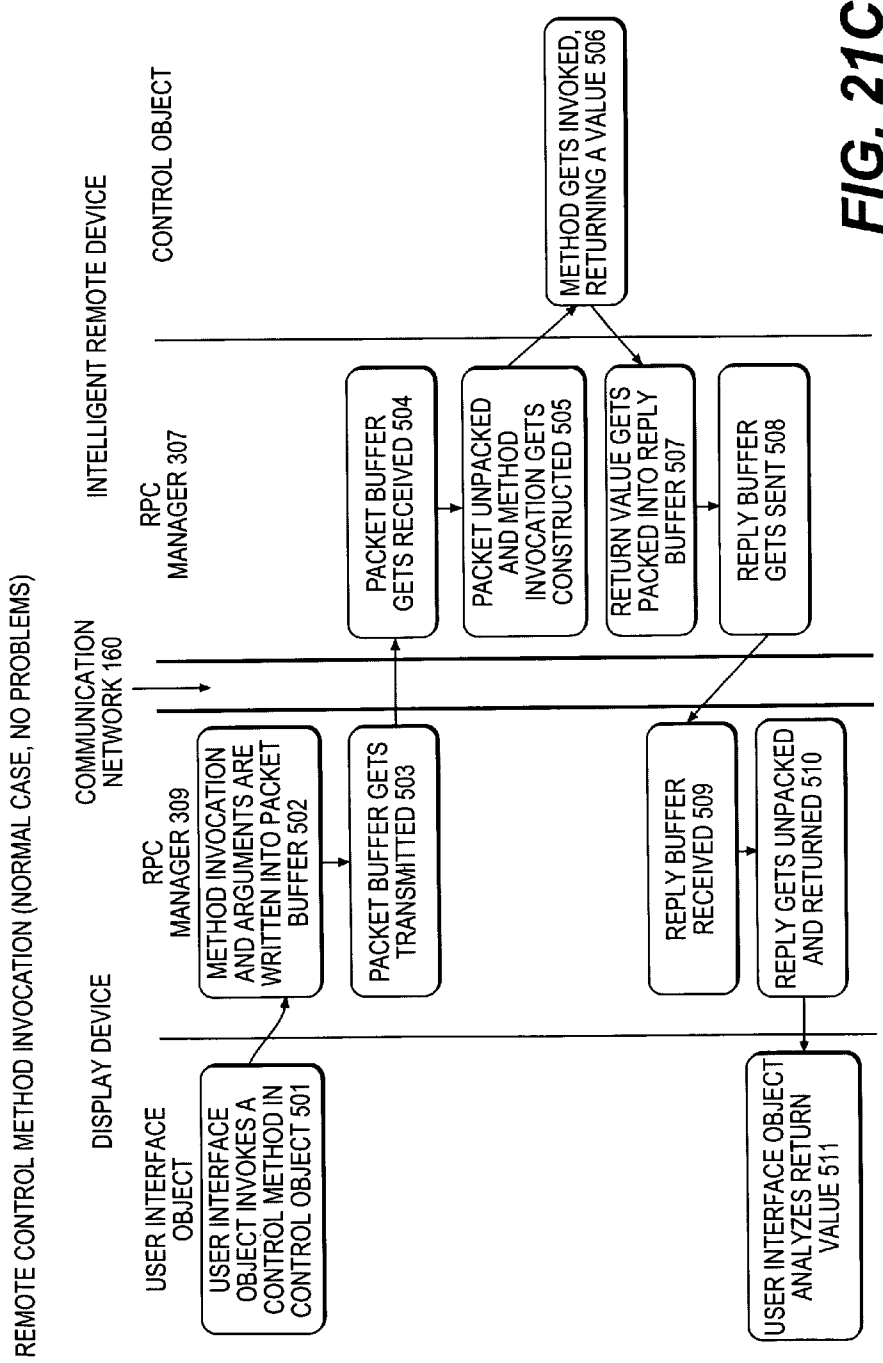 REMOTE CONTROL METHOD INVOCATION (NORMAL CASE, NO PROBLEMS)
DISPLAY DEVICE
COMMUNICATION
NETWORK 160
INTELLIGENT REMOTE DEVICE
USER INTERFACE
OBJECT
RPC
MANAGER 309
RPC
MANAGER 307
CONTROL OBJECT
USER INTERFACE
OBJECT INVOKES A
CONTROL METHOD IN
CONTROL OBJECT 501
METHOD INVOCATION
AND ARGUMENTS ARE
WRITTEN INTO PACKET
BUFFER 502
PACKET BUFFER GETS
TRANSMITTED 503
PACKET BUFFER
GETS RECEIVED 504
PACKET UNPACKED
AND METHOD
INVOCATION GETS
CONSTRUCTED 505
METHOD GETS INVOKED,
RETURNING A VALUE 506
RETURN VALUE GETS
PACKED INTO REPLY
BUFFER 507
REPLY BUFFER
GETS SENT 508
REPLY BUFFER
RECEIVED 509
REPLY GETS UNPACKED
AND RETURNED 510
USER INTERFACE OBJECT
ANALYZES RETURN
VALUE 511
FIG. 21C